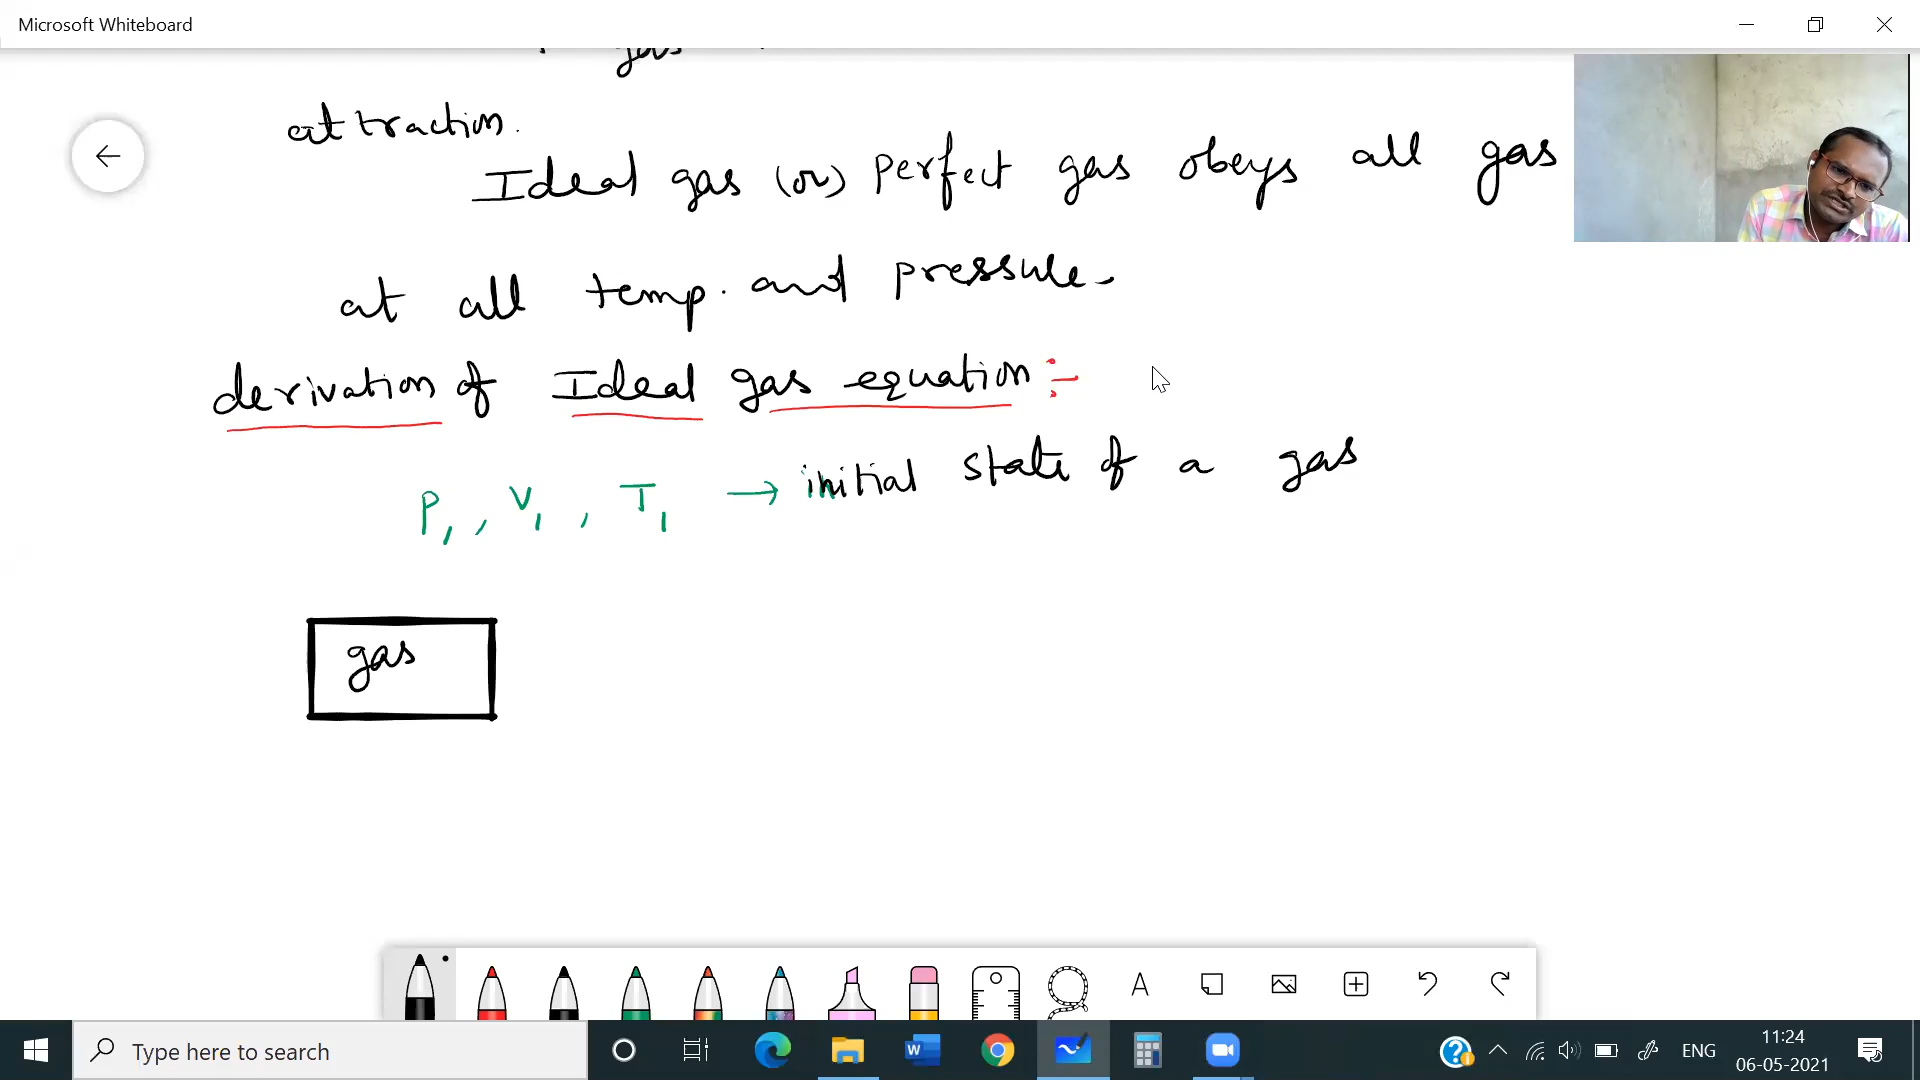 Microsoft Whiteboard
gas
attraction.
Ideal gas (or) perfect gas obeys all gas
at all temp. and pressure.
derivation of Ideal gas equation :-
P1, V1, T1 → initial state of a gas
gas
A
Type here to search
W
ENG
11:24
06-05-2021